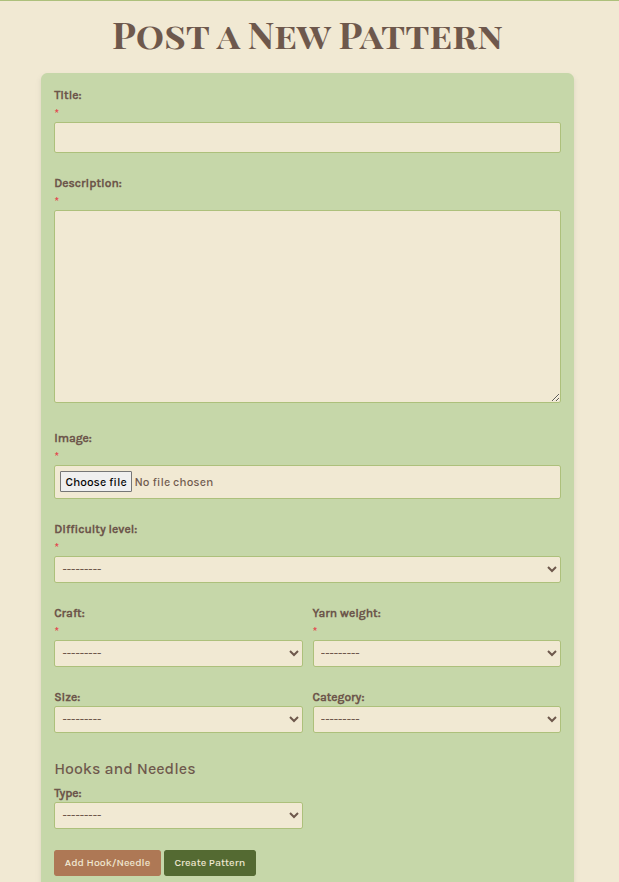 Post a New Pattern
Title:
*
Description:
*
Image:
*
Choose file No file chosen
Difficulty level:
*
---------
Craft: Yarn weight:
* *
--------- ---------
Size: Category:
--------- ---------
Hooks and Needles
Type:
---------
Add Hook/Needle Create Pattern